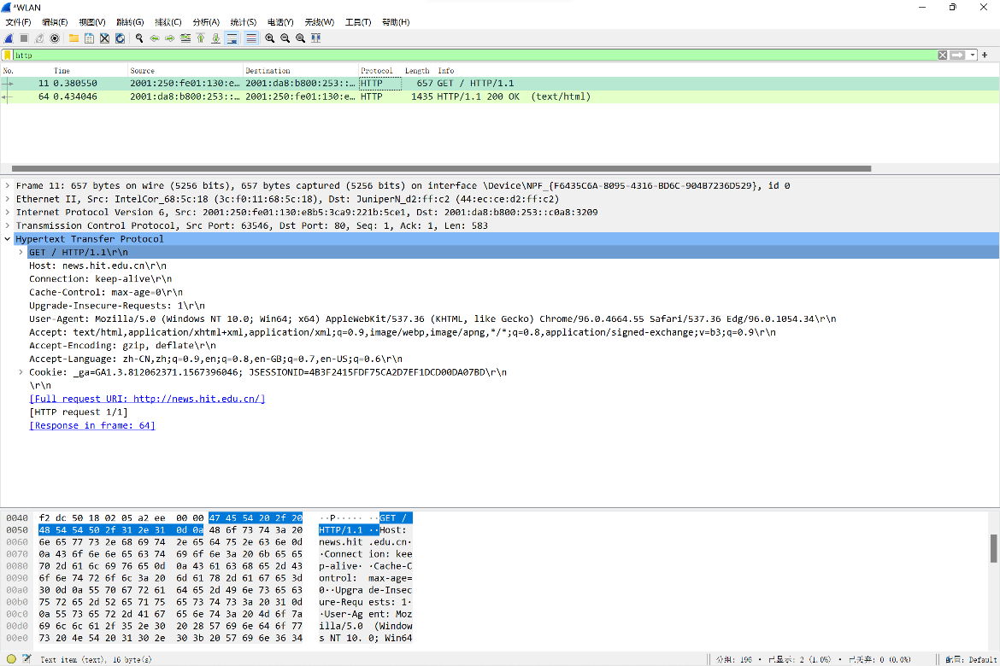 *WLAN
文件(F) 编辑(E) 视图(V) 跳转(G) 捕获(C) 分析(A) 统计(S) 电话(Y) 无线(W) 工具(T) 帮助(H)
http
No. Time Source Destination Protocol Length Info
11 0.380550 2001:250:fe01:130:e… 2001:da8:b800:253::… HTTP 657 GET / HTTP/1.1
64 0.434046 2001:da8:b800:253::… 2001:250:fe01:130:e… HTTP 1435 HTTP/1.1 200 OK (text/html)
Frame 11: 657 bytes on wire (5256 bits), 657 bytes captured (5256 bits) on interface \Device\NPF_{F6435C6A-8095-4316-BD6C-904B7236D529}, id 0
Ethernet II, Src: IntelCor_68:5c:18 (3c:f0:11:68:5c:18), Dst: JuniperN_d2:ff:c2 (44:ec:ce:d2:ff:c2)
Internet Protocol Version 6, Src: 2001:250:fe01:130:e8b5:3ca9:221b:5ce1, Dst: 2001:da8:b800:253::c0a8:3209
Transmission Control Protocol, Src Port: 63546, Dst Port: 80, Seq: 1, Ack: 1, Len: 583
Hypertext Transfer Protocol
GET / HTTP/1.1\r\n
Host: news.hit.edu.cn\r\n
Connection: keep-alive\r\n
Cache-Control: max-age=0\r\n
Upgrade-Insecure-Requests: 1\r\n
User-Agent: Mozilla/5.0 (Windows NT 10.0; Win64; x64) AppleWebKit/537.36 (KHTML, like Gecko) Chrome/96.0.4664.55 Safari/537.36 Edg/96.0.1054.34\r\n
Accept: text/html,application/xhtml+xml,application/xml;q=0.9,image/webp,image/apng,*/*;q=0.8,application/signed-exchange;v=b3;q=0.9\r\n
Accept-Encoding: gzip, deflate\r\n
Accept-Language: zh-CN,zh;q=0.9,en;q=0.8,en-GB;q=0.7,en-US;q=0.6\r\n
Cookie: _ga=GA1.3.812062371.1567396046; JSESSIONID=4B3F2415FDF75CA2D7EF1DCD00DA07BD\r\n
\r\n
[Full request URI: http://news.hit.edu.cn/]
[HTTP request 1/1]
[Response in frame: 64]
0040 f2 dc 50 18 02 05 a2 ee 00 00 47 45 54 20 2f 20 ··P····· ··GET /
0050 48 54 54 50 2f 31 2e 31 0d 0a 48 6f 73 74 3a 20 HTTP/1.1 ··Host:
0060 6e 65 77 73 2e 68 69 74 2e 65 64 75 2e 63 6e 0d news.hit .edu.cn·
0070 0a 43 6f 6e 6e 65 63 74 69 6f 6e 3a 20 6b 65 65 ·Connect ion: kee
0080 70 2d 61 6c 69 76 65 0d 0a 43 61 63 68 65 2d 43 p-alive· ·Cache-C
0090 6f 6e 74 72 6f 6c 3a 20 6d 61 78 2d 61 67 65 3d ontrol: max-age=
00a0 30 0d 0a 55 70 67 72 61 64 65 2d 49 6e 73 65 63 0··Upgra de-Insec
00b0 75 72 65 2d 52 65 71 75 65 73 74 73 3a 20 31 0d ure-Requ ests: 1·
00c0 0a 55 73 65 72 2d 41 67 65 6e 74 3a 20 4d 6f 7a ·User-Ag ent: Moz
00d0 69 6c 6c 61 2f 35 2e 30 20 28 57 69 6e 64 6f 77 illa/5.0 (Window
00e0 73 20 4e 54 20 31 30 2e 30 3b 20 57 69 6e 36 34 s NT 10. 0; Win64
Text item (text), 16 byte(s) 分组: 196 · 已显示: 2 (1.0%) · 已丢弃: 0 (0.0%) 配置: Default